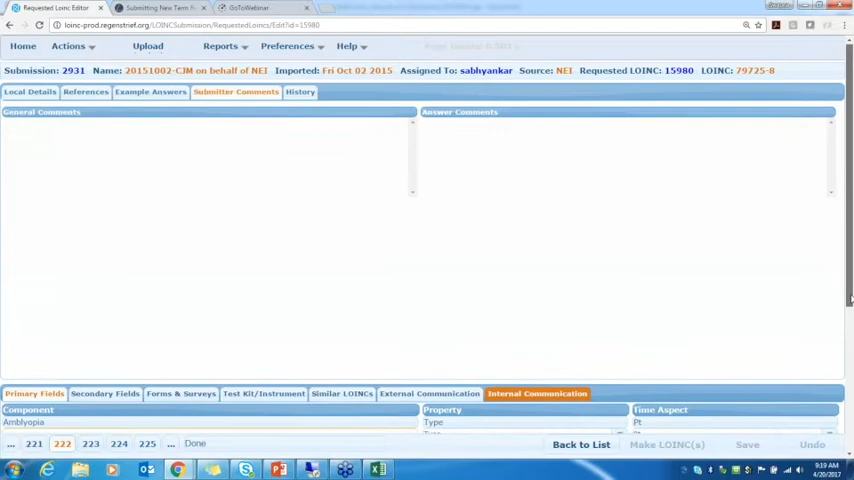 Requested Loinc Editor
Submitting New Term
GoToWebinar
loinc-prod.regenstrief.org/LOINCSubmission/RequestedLoincs/Edit?id=15980
Home Actions Upload Reports Preferences Help
Submission: 2931 Name: 20151002-CJM on behalf of NEI Imported: Fri Oct 02 2015 Assigned To: sabhyankar Source: NEI Requested LOINC: 15980 LOINC: 79725-8
Local Details References Example Answers Submitter Comments History
General Comments Answer Comments
Primary Fields Secondary Fields Forms & Surveys Test Kit/Instrument Similar LOINCs External Communication Internal Communication
Component Property Time Aspect
Amblyopia Type Pt
... 221 222 223 224 225 ... Done Back to List Make LOINC(s) Save Undo
9:19 AM
4/20/2017